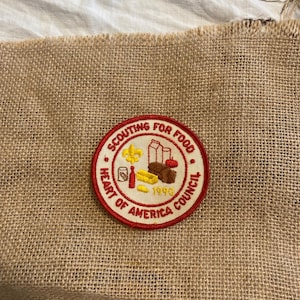 SCOUTING FOR FOOD
1990
HEART OF AMERICA COUNCIL